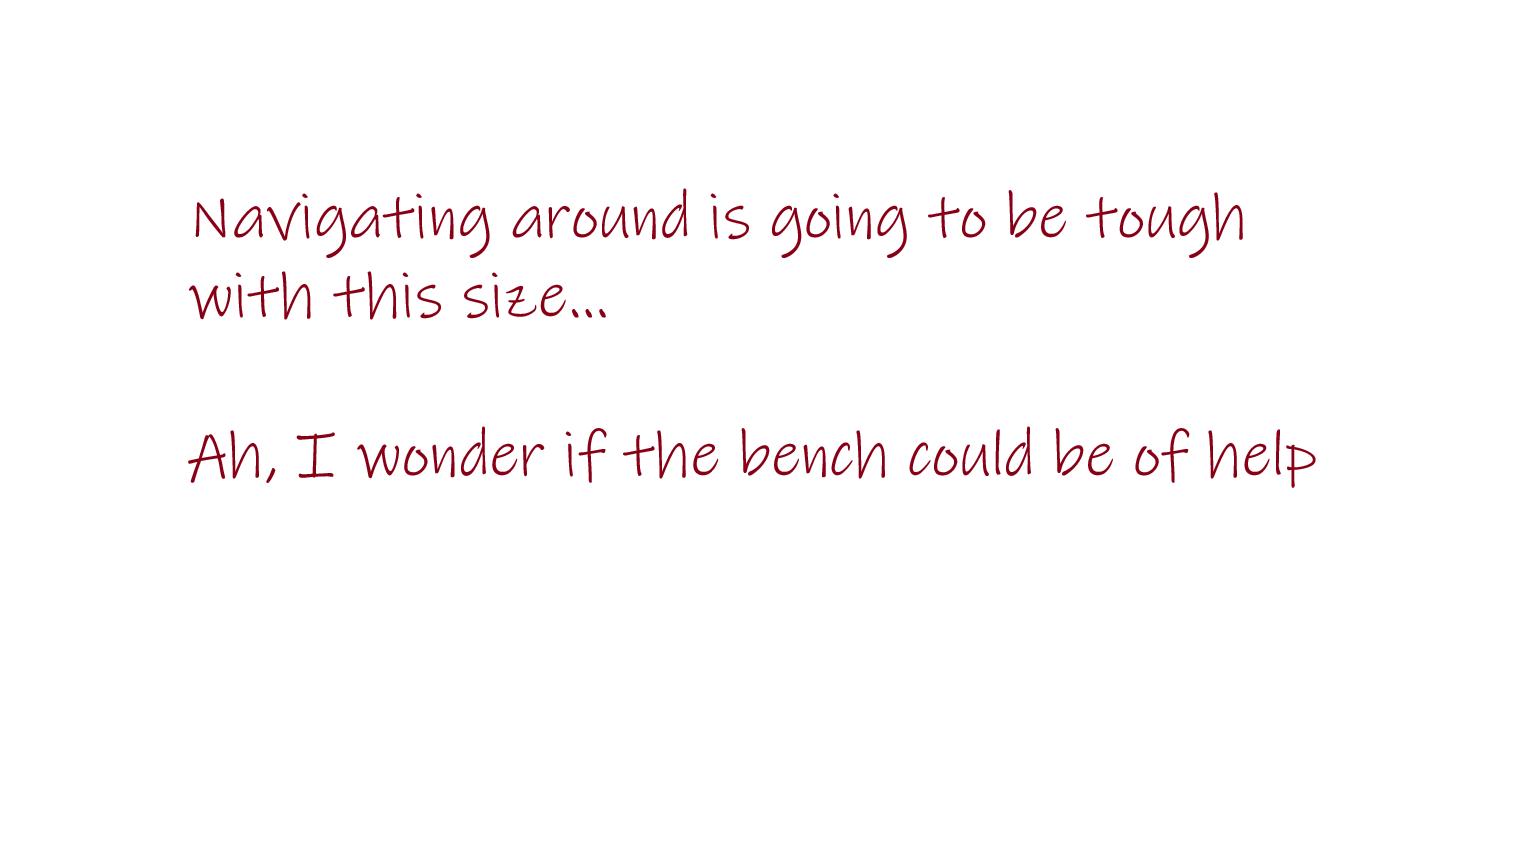 Navigating around is going to be tough
with this size...
Ah, I wonder if the bench could be of help